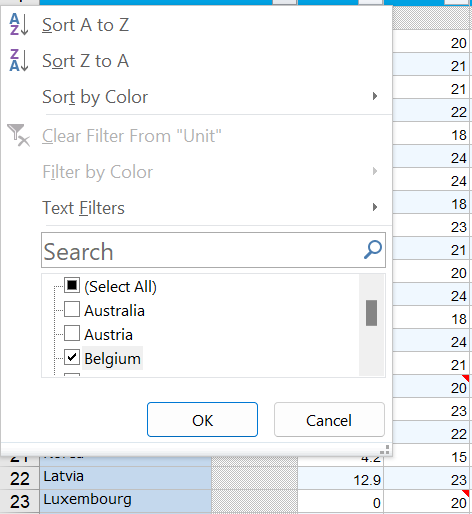 Sort A to Z
20
Sort Z to A
21
21
Sort by Color
22
Clear Filter From "Unit"
18
24
Filter by Color
24
Text Filters
18
23
Search
21
20
(Select All)
24
Australia
18
Austria
24
Belgium
21
20
OK
Cancel
23
22
21 Korea 4.2 15
22 Latvia 12.9 23
23 Luxembourg 0 20